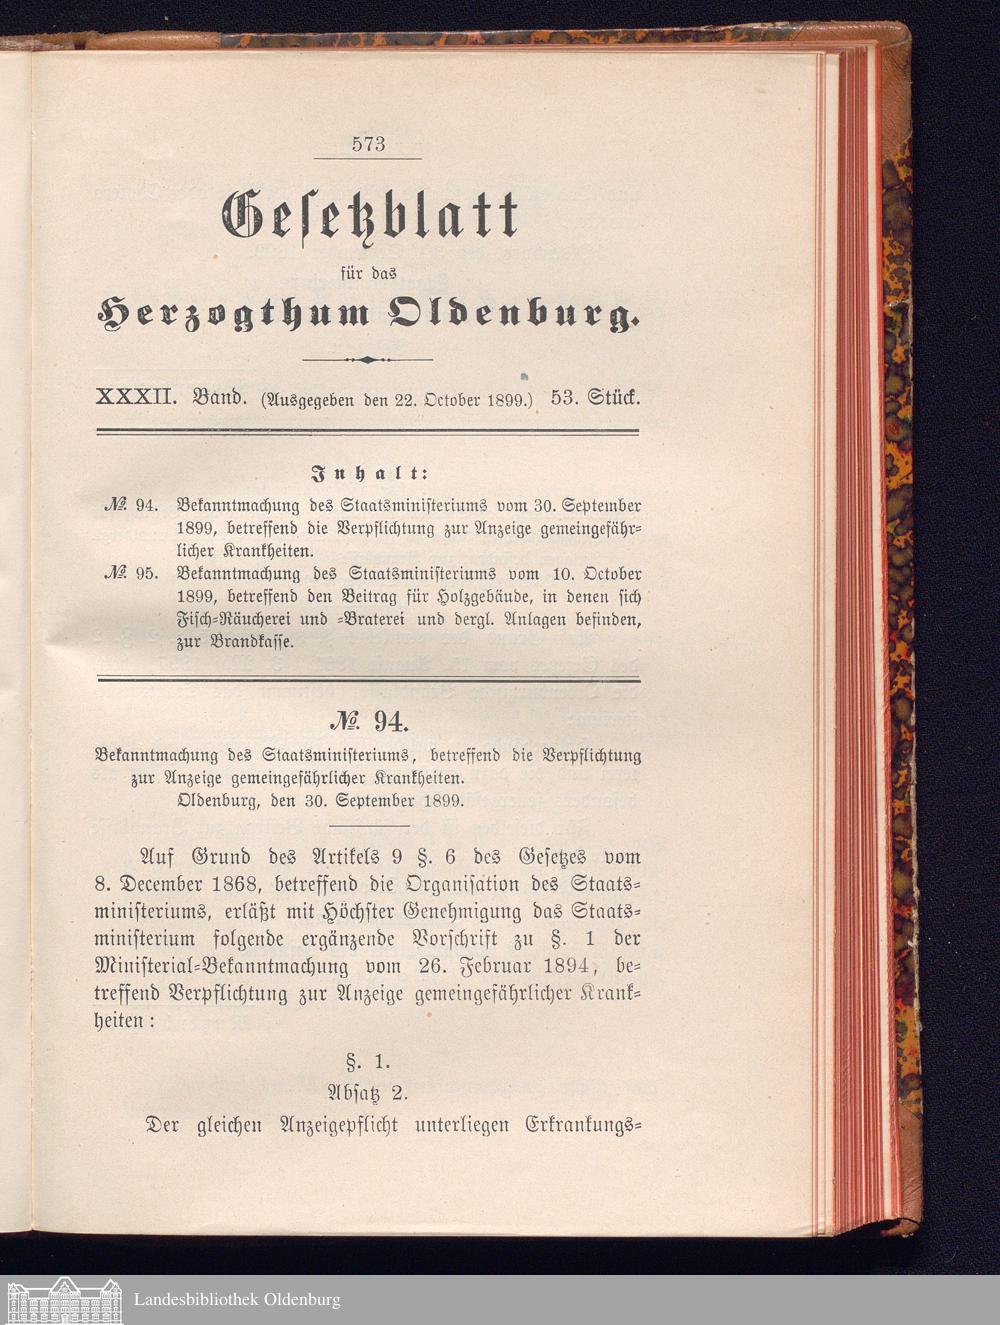 573
Gesetzblatt
für das
Herzogthum Oldenburg.
XXXII. Band. (Ausgegeben den 22. October 1899.) 53. Stück.
Inhalt:
№. 94. Bekanntmachung des Staatsministeriums vom 30. September
1899, betreffend die Verpflichtung zur Anzeige gemeingefähr-
licher Krankheiten.
№. 95. Bekanntmachung des Staatsministeriums vom 10. October
1899, betreffend den Beitrag für Holzgebäude, in denen sich
Fisch-Räucherei und -Braterei und dergl. Anlagen befinden,
zur Brandkasse.
№. 94.
Bekanntmachung des Staatsministeriums, betreffend die Verpflichtung
zur Anzeige gemeingefährlicher Krankheiten.
Oldenburg, den 30. September 1899.
Auf Grund des Artikels 9 §. 6 des Gesetzes vom
8. December 1868, betreffend die Organisation des Staats-
ministeriums, erläßt mit Höchster Genehmigung das Staats-
ministerium folgende ergänzende Vorschrift zu §. 1 der
Ministerial-Bekanntmachung vom 26. Februar 1894, be-
treffend Verpflichtung zur Anzeige gemeingefährlicher Krank-
heiten:
§. 1.
Absatz 2.
Der gleichen Anzeigepflicht unterliegen Erkrankungs-
Landesbibliothek Oldenburg